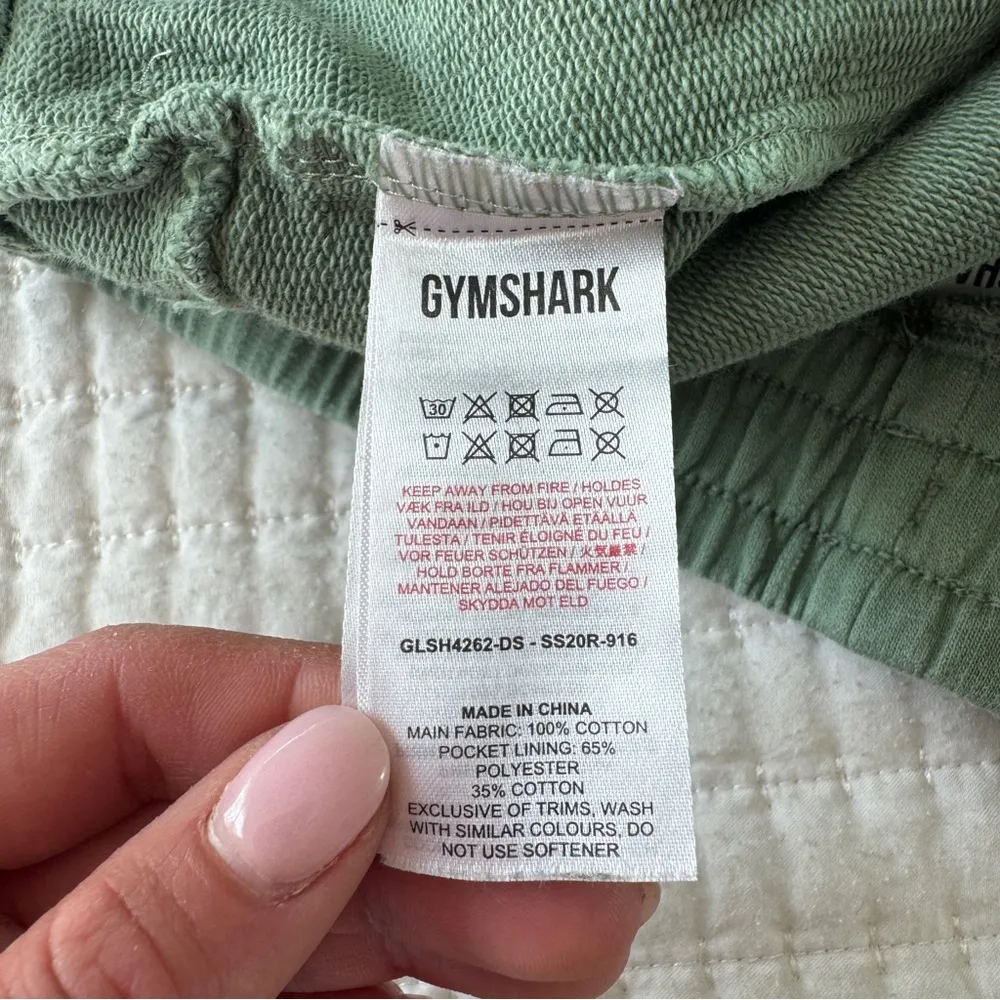 GYMSHARK
30
KEEP AWAY FROM FIRE / HOLDES
VÆK FRA ILD / HOU BIJ OPEN VUUR
VANDAAN / PIDETTÄVÄ ETÄÄLLÄ
TULESTA / TENIR ÉLOIGNÉ DU FEU /
VOR FEUER SCHÜTZEN / 火気厳禁 /
HOLD BORTE FRA FLAMMER /
MANTENER ALEJADO DEL FUEGO /
SKYDDA MOT ELD
GLSH4262-DS - SS20R-916
MADE IN CHINA
MAIN FABRIC: 100% COTTON
POCKET LINING: 65%
POLYESTER
35% COTTON
EXCLUSIVE OF TRIMS, WASH
WITH SIMILAR COLOURS, DO
NOT USE SOFTENER